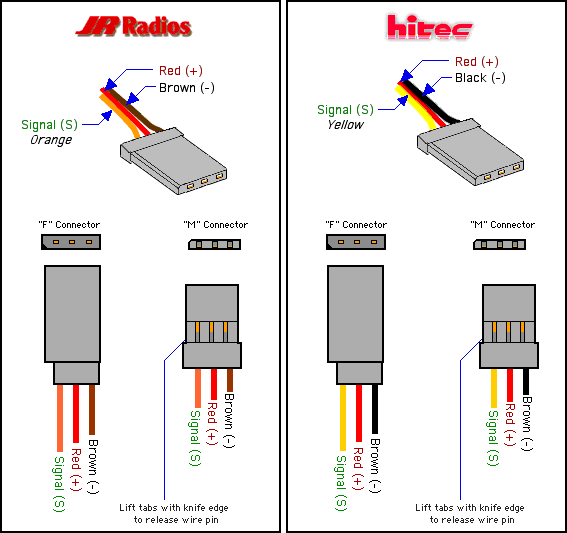 JR Radios
Red (+)
Brown (-)
Signal (S)
Orange
"F" Connector
"M" Connector
Signal (S)
Red (+)
Brown (-)
Signal (S)
Red (+)
Brown (-)
Lift tabs with knife edge
to release wire pin
hitec
Red (+)
Black (-)
Signal (S)
Yellow
"F" Connector
"M" Connector
Signal (S)
Red (+)
Brown (-)
Signal (S)
Red (+)
Brown (-)
Lift tabs with knife edge
to release wire pin